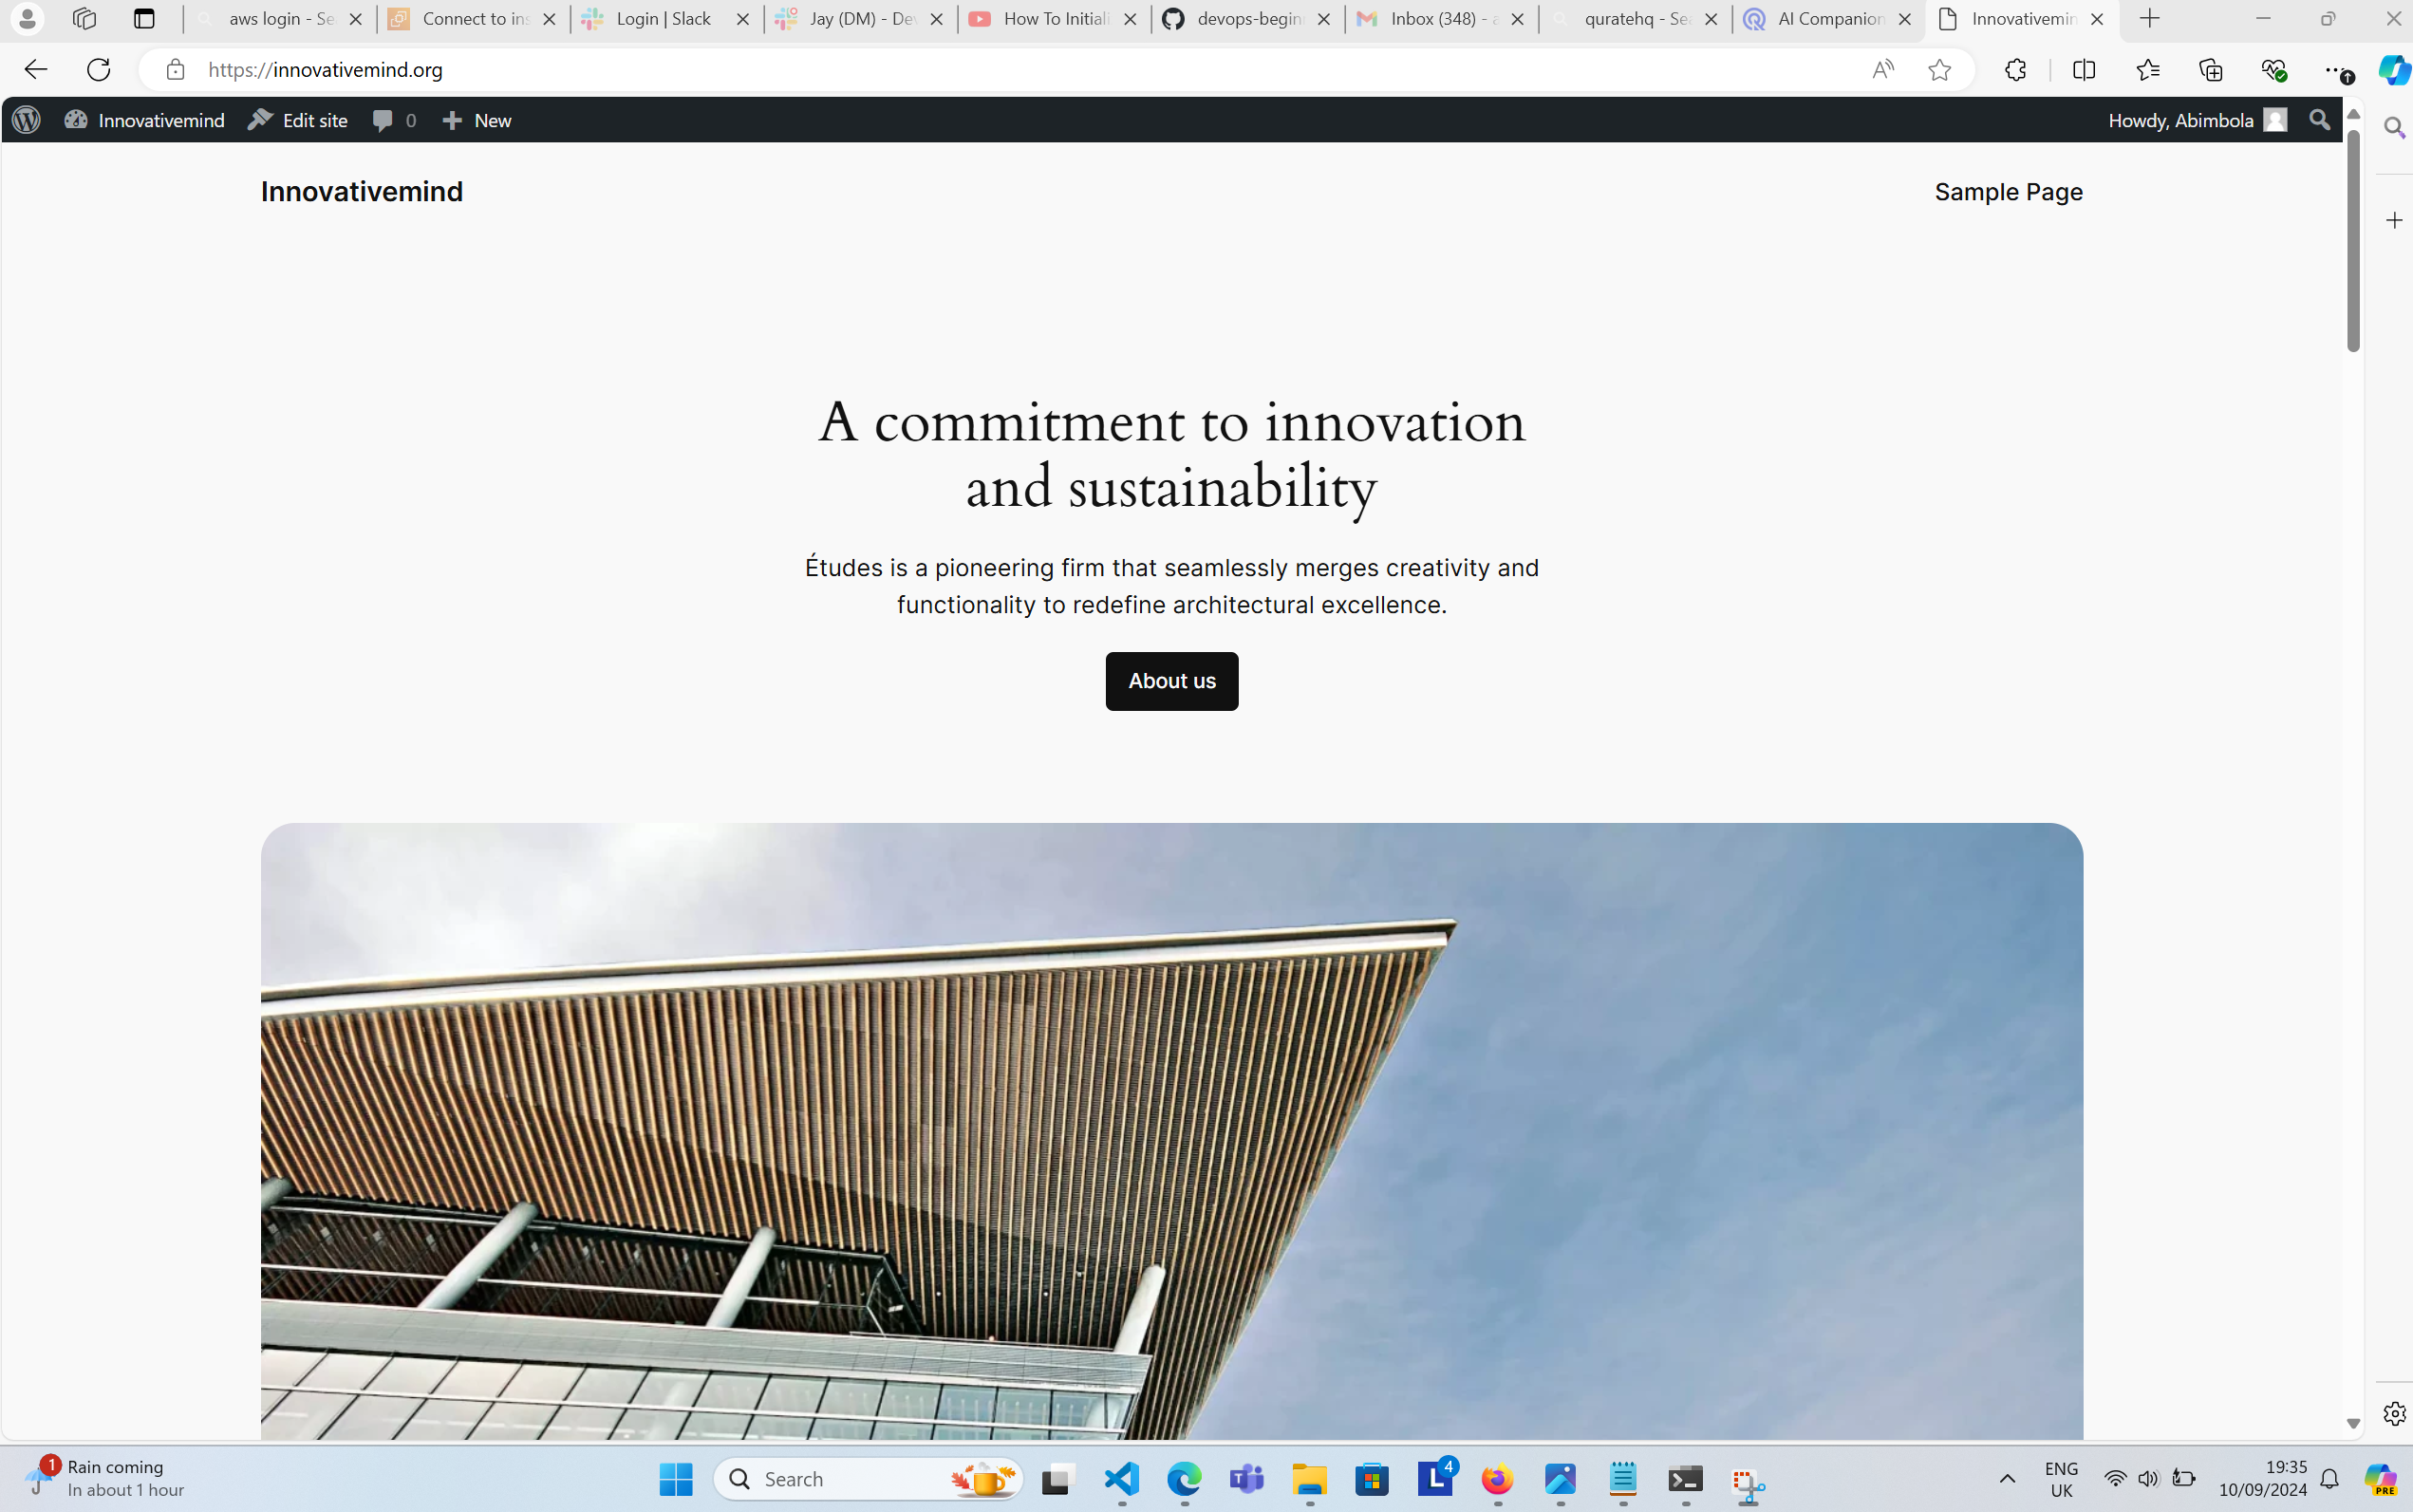 aws login - Se
Connect to ins
Login | Slack
Jay (DM) - Dev
How To Initiali
devops-begin
Inbox (348) - a
quratehq - Sea
AI Companion
Innovativemin
https://innovativemind.org
Innovativemind
Edit site
0
New
Howdy, Abimbola
Innovativemind
Sample Page
A commitment to innovation
and sustainability
Études is a pioneering firm that seamlessly merges creativity and
functionality to redefine architectural excellence.
About us
1
Rain coming
In about 1 hour
Search
L
4
ENG
UK
19:35
10/09/2024
PRE